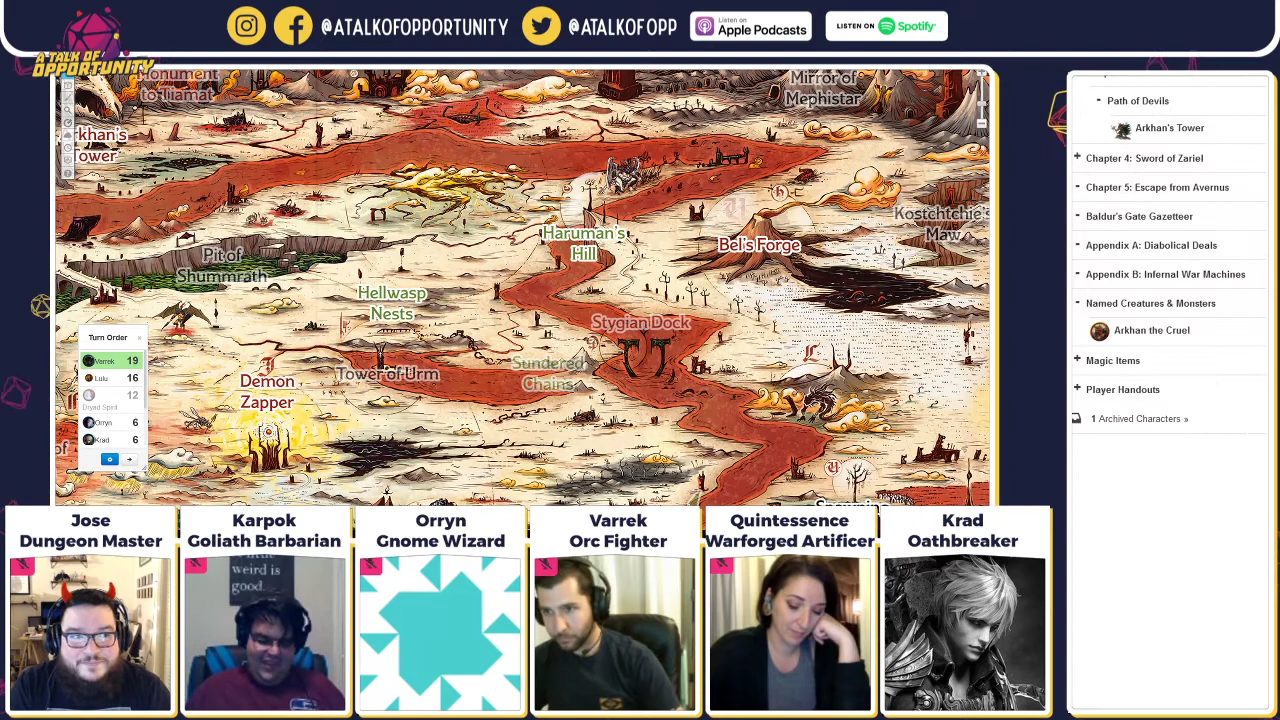 @ATALKOFOPPORTUNITY
@ATALKOFOPP
Listen on
Apple Podcasts
LISTEN ON
Spotify
A TALK OF
OPPORTUNITY
Monument
to Tiamat
Mirror of
Mephistar
rkhan's
Tower
Kostchtchie's
Maw
Haruman's
Hill
Bel's Forge
Pit of
Shummrath
Hellwasp
Nests
Stygian Dock
Sundered
Chains
Tower of Urm
Demon
Zapper
of
Turn Order
Varrek 19
Lulu 16
12
Dryad Spirit
Orryn 6
Krad 6
- Path of Devils
Arkhan's Tower
+ Chapter 4: Sword of Zariel
- Chapter 5: Escape from Avernus
- Baldur's Gate Gazetteer
- Appendix A: Diabolical Deals
- Appendix B: Infernal War Machines
- Named Creatures & Monsters
Arkhan the Cruel
+ Magic Items
+ Player Handouts
1 Archived Characters »
Jose
Dungeon Master
Karpok
Goliath Barbarian
Orryn
Gnome Wizard
Varrek
Orc Fighter
Quintessence
Warforged Artificer
Krad
Oathbreaker
weird is
good.